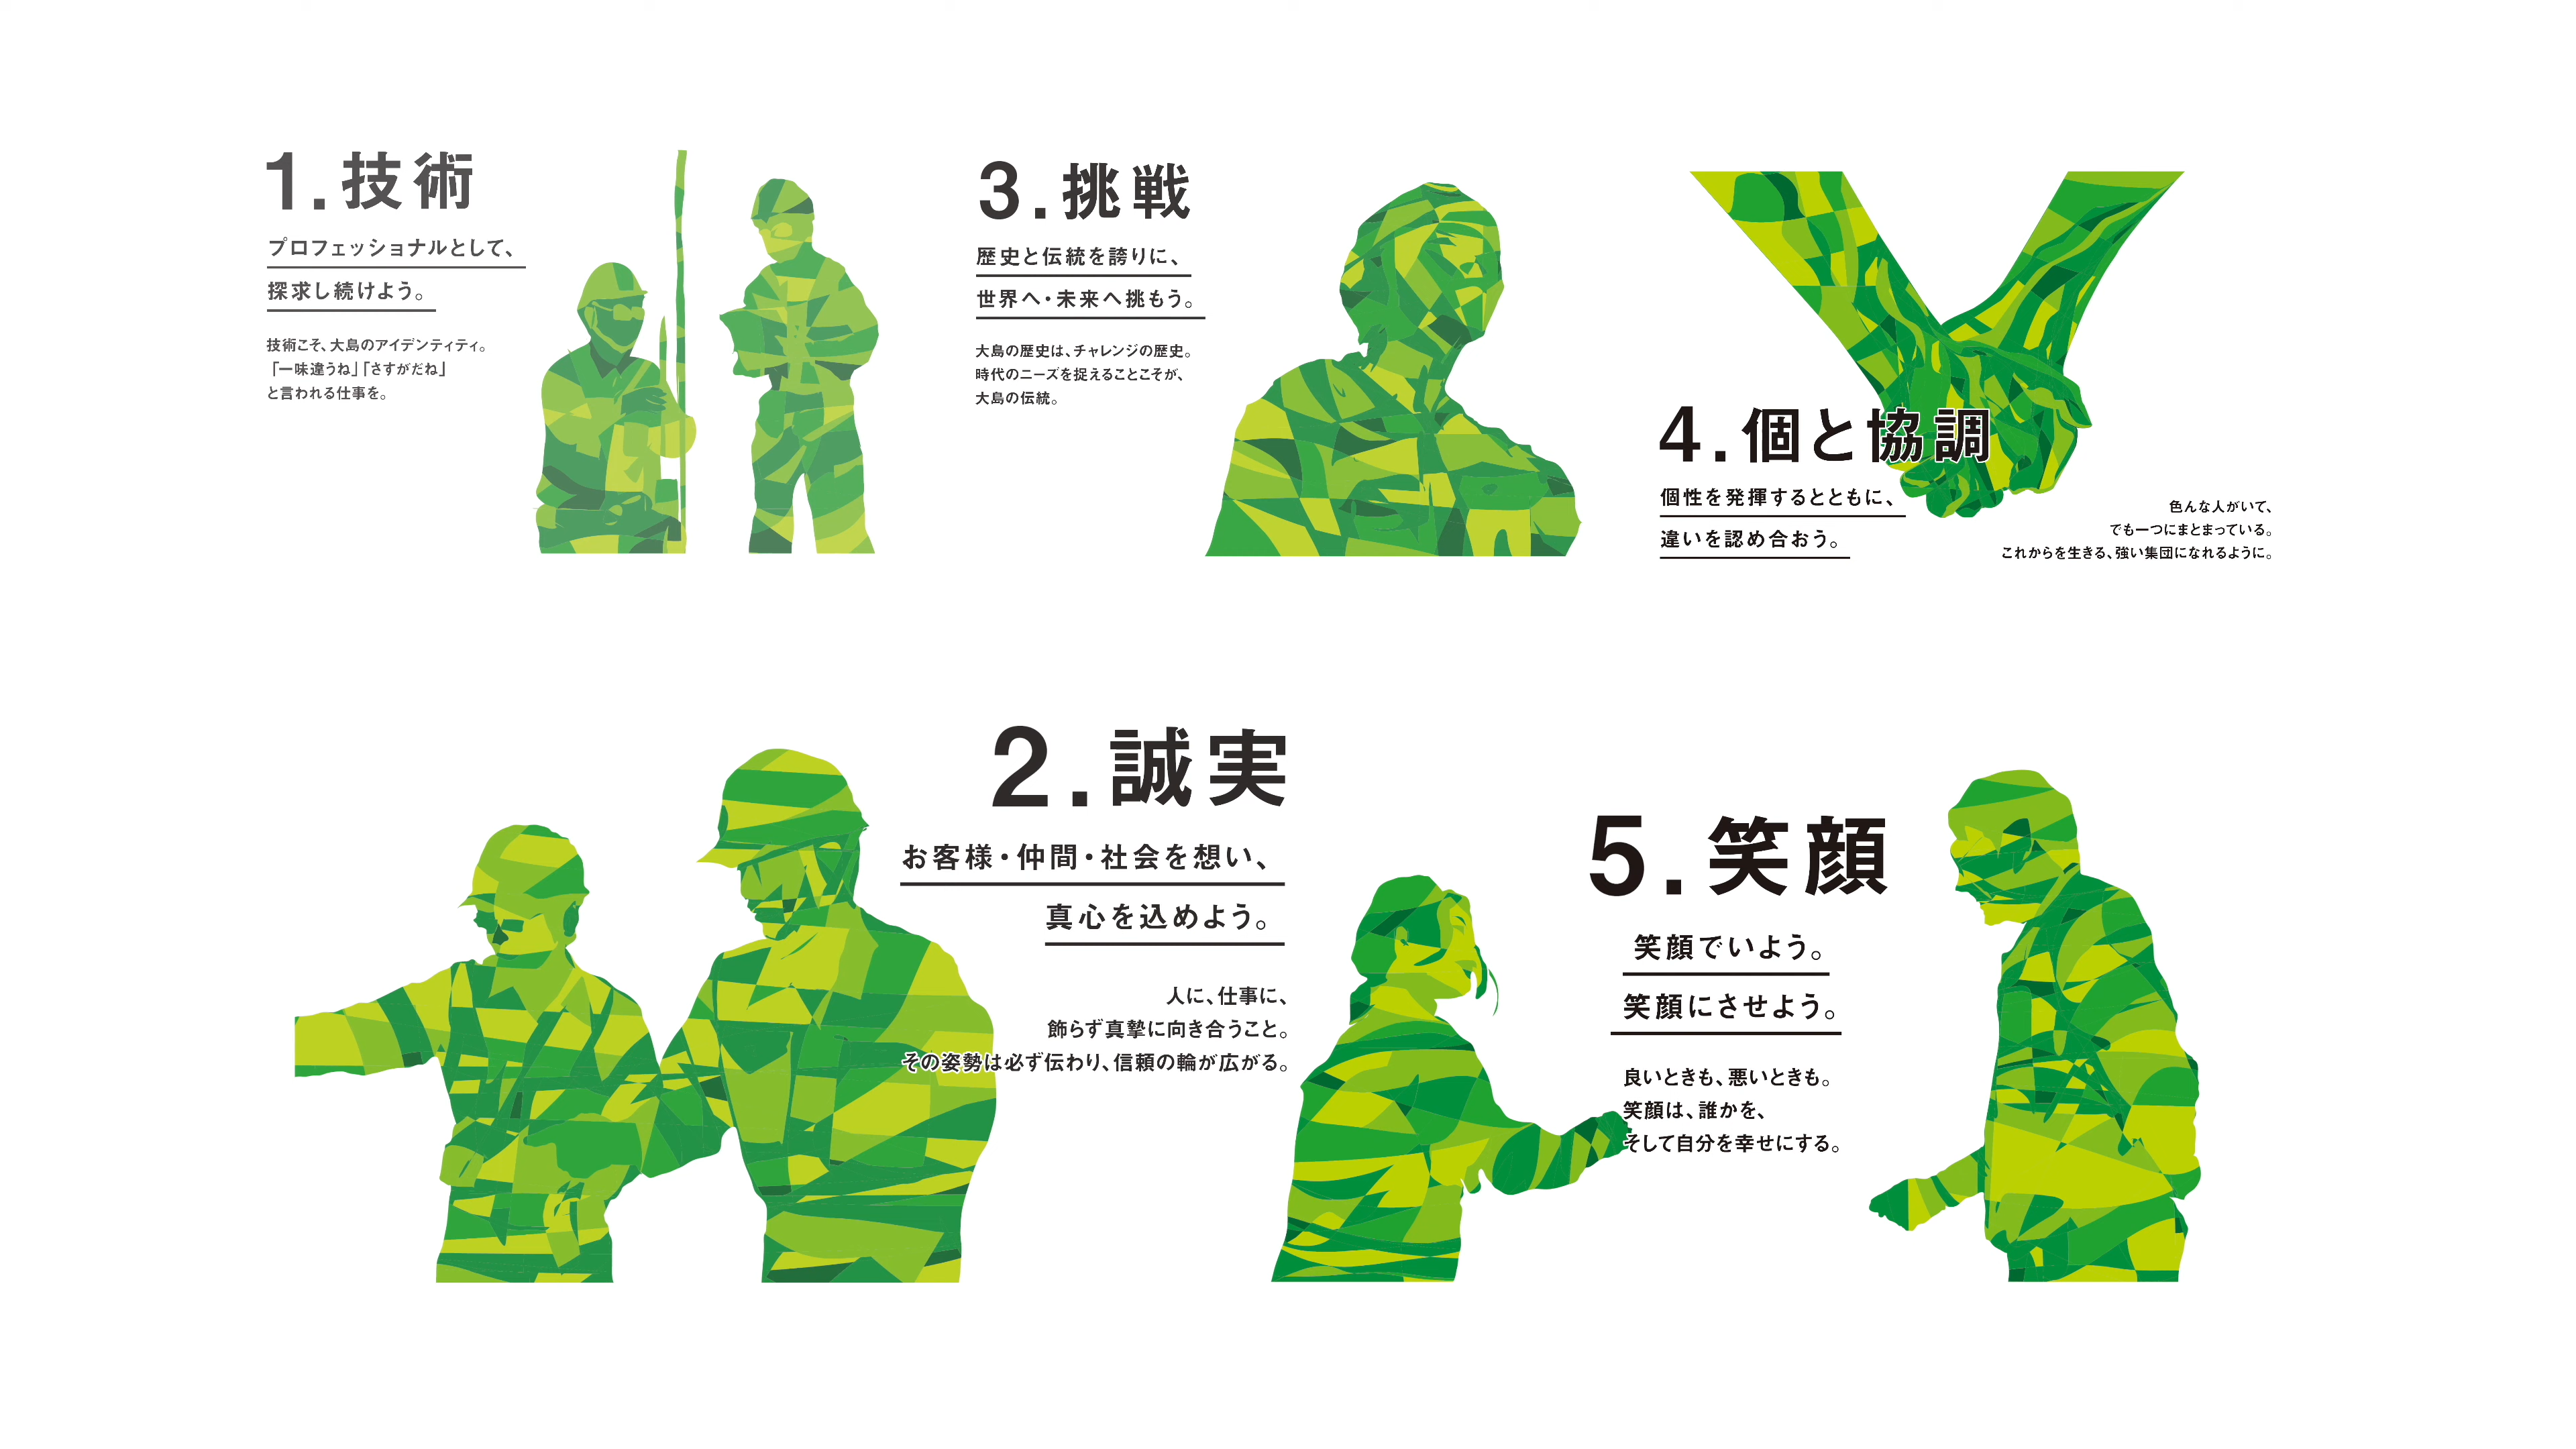 1.技術
プロフェッショナルとして、
探求し続けよう。
技術こそ、大島のアイデンティティ。
「一味違うね」「さすがだね」
と言われる仕事を。
3.挑戦
歴史と伝統を誇りに、
世界へ・未来へ挑もう。
大島の歴史は、チャレンジの歴史。
時代のニーズを捉えることこそが、
大島の伝統。
4.個と協調
個性を発揮するとともに、
違いを認め合おう。
色んな人がいて、
でも一つにまとまっている。
これからを生きる、強い集団になれるように。
2.誠実
お客様・仲間・社会を想い、
真心を込めよう。
人に、仕事に、
飾らず真摯に向き合うこと。
その姿勢は必ず伝わり、信頼の輪が広がる。
5.笑顔
笑顔でいよう。
笑顔にさせよう。
良いときも、悪いときも。
笑顔は、誰かを、
そして自分を幸せにする。